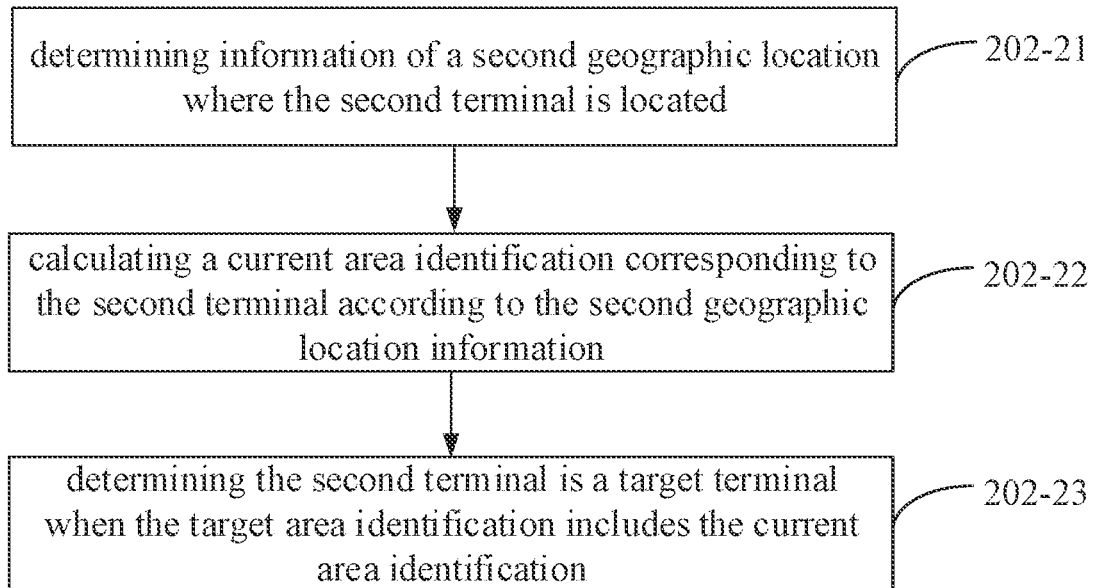 determining information of a second geographic location
where the second terminal is located
202-21
calculating a current area identification corresponding to
the second terminal according to the second geographic
location information
202-22
determining the second terminal is a target terminal
when the target area identification includes the current
area identification
202-23